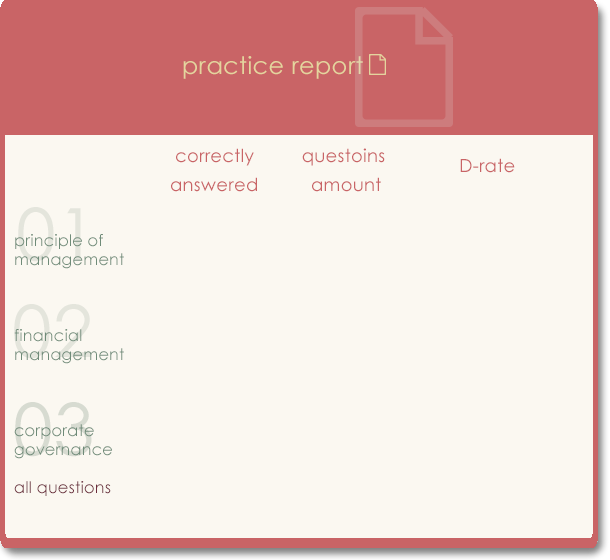 practice report
correctly questoins D-rate
answered amount
01
principle of
management
02
financial
management
03
corporate
governance
all questions